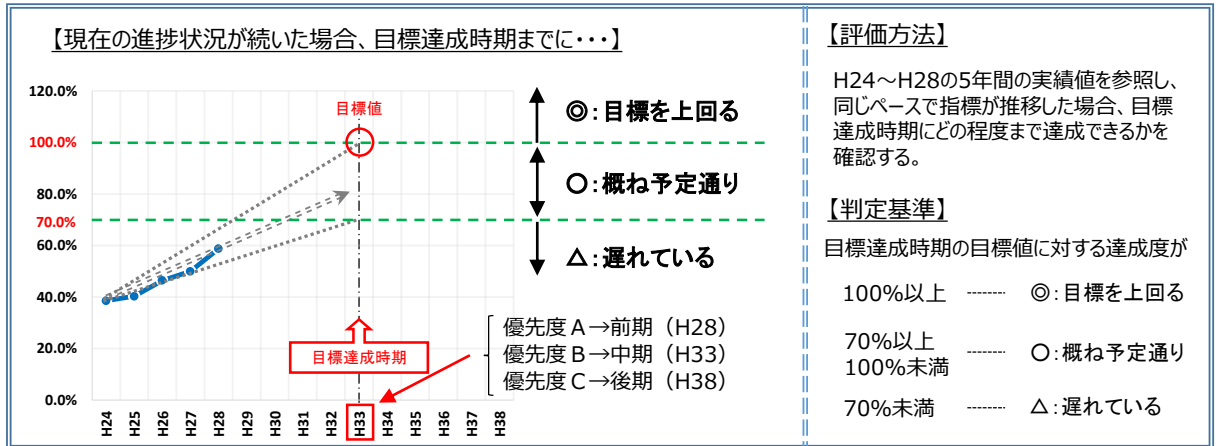 【現在の進捗状況が続いた場合、目標達成時期までに・・・】
120.0%
100.0%
80.0%
70.0%
60.0%
40.0%
20.0%
0.0%
目標値
◎：目標を上回る
○：概ね予定通り
△：遅れている
目標達成時期
優先度A→前期（H28）
優先度B→中期（H33）
優先度C→後期（H38）
H24
H25
H26
H27
H28
H29
H30
H31
H32
H33
H34
H35
H36
H37
H38
【評価方法】
H24～H28の5年間の実績値を参照し、
同じペースで指標が推移した場合、目標
達成時期にどの程度まで達成できるかを
確認する。
【判定基準】
目標達成時期の目標値に対する達成度が
100%以上 ------- ◎：目標を上回る
70%以上
100%未満 ------- ○：概ね予定通り
70%未満 ------- △：遅れている